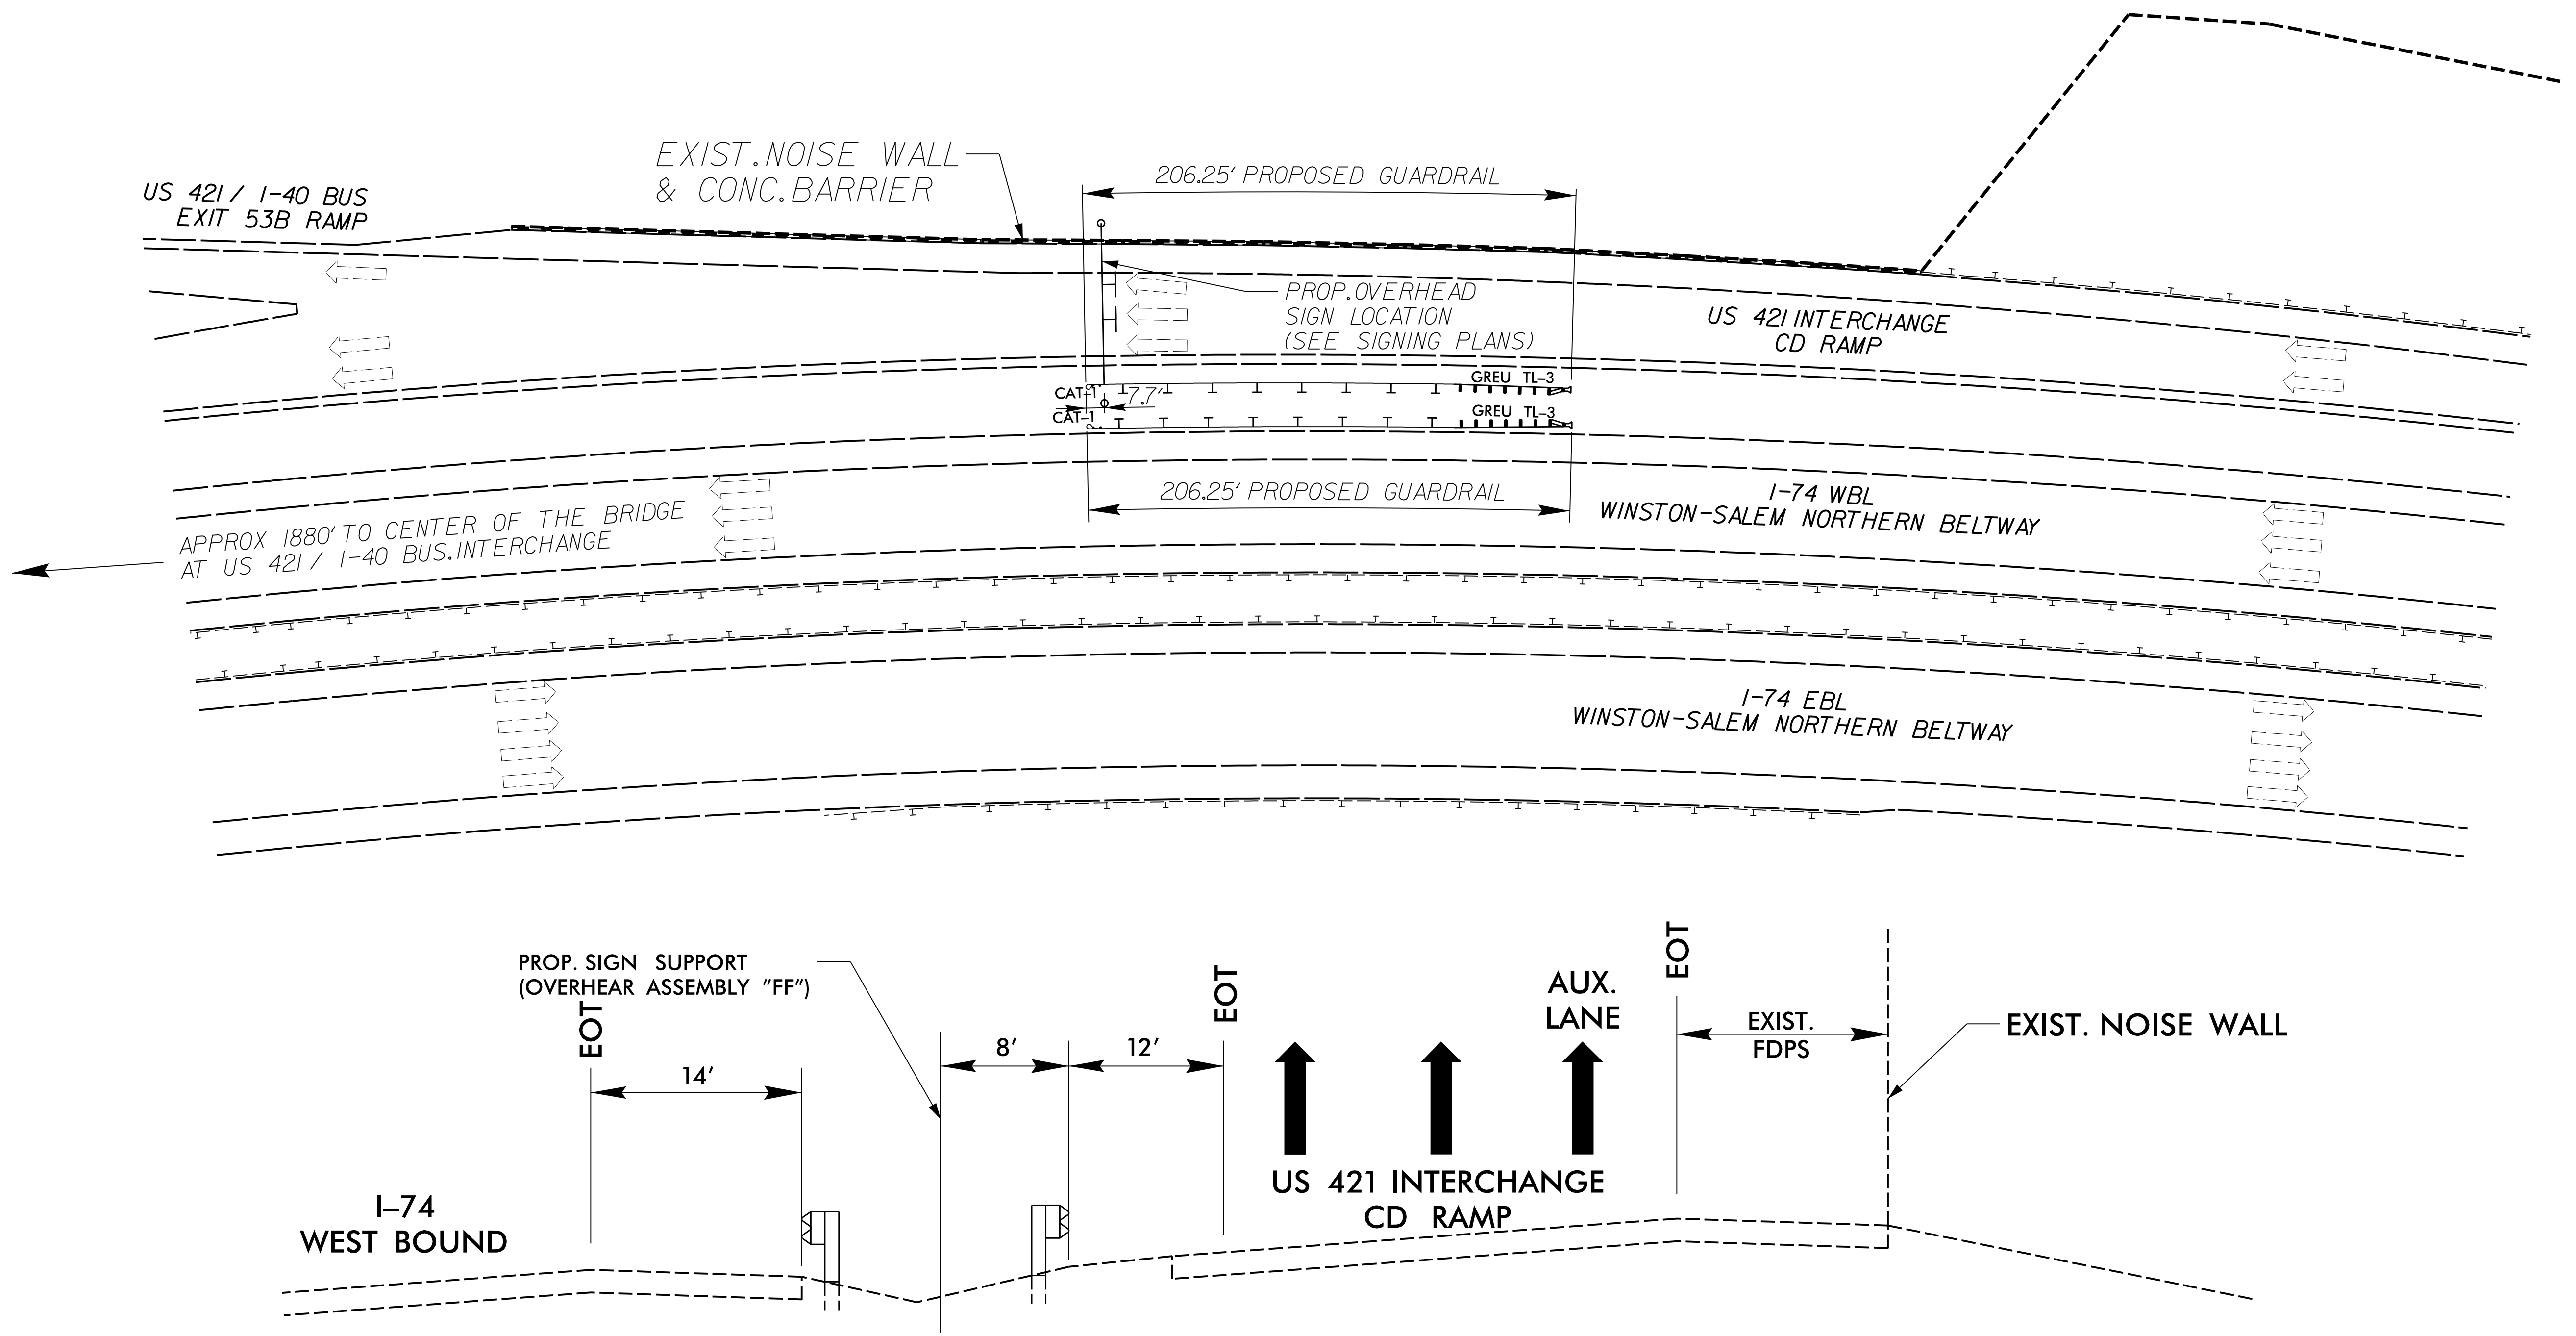 EXIST. NOISE WALL
& CONC. BARRIER
206.25' PROPOSED GUARDRAIL
US 421 / I-40 BUS
EXIT 53B RAMP
PROP. OVERHEAD
SIGN LOCATION
(SEE SIGNING PLANS)
US 421 INTERCHANGE
CD RAMP
GREU TL-3
CAT-1
7.7'
GREU TL-3
CAT-1
206.25' PROPOSED GUARDRAIL
I-74 WBL
WINSTON-SALEM NORTHERN BELTWAY
APPROX 1880' TO CENTER OF THE BRIDGE
AT US 421 / I-40 BUS. INTERCHANGE
I-74 EBL
WINSTON-SALEM NORTHERN BELTWAY
PROP. SIGN SUPPORT
(OVERHEAR ASSEMBLY "FF")
EOT
EOT
EOT
AUX.
LANE
EXIST.
FDPS
EXIST. NOISE WALL
8'
12'
14'
US 421 INTERCHANGE
CD RAMP
I-74
WEST BOUND